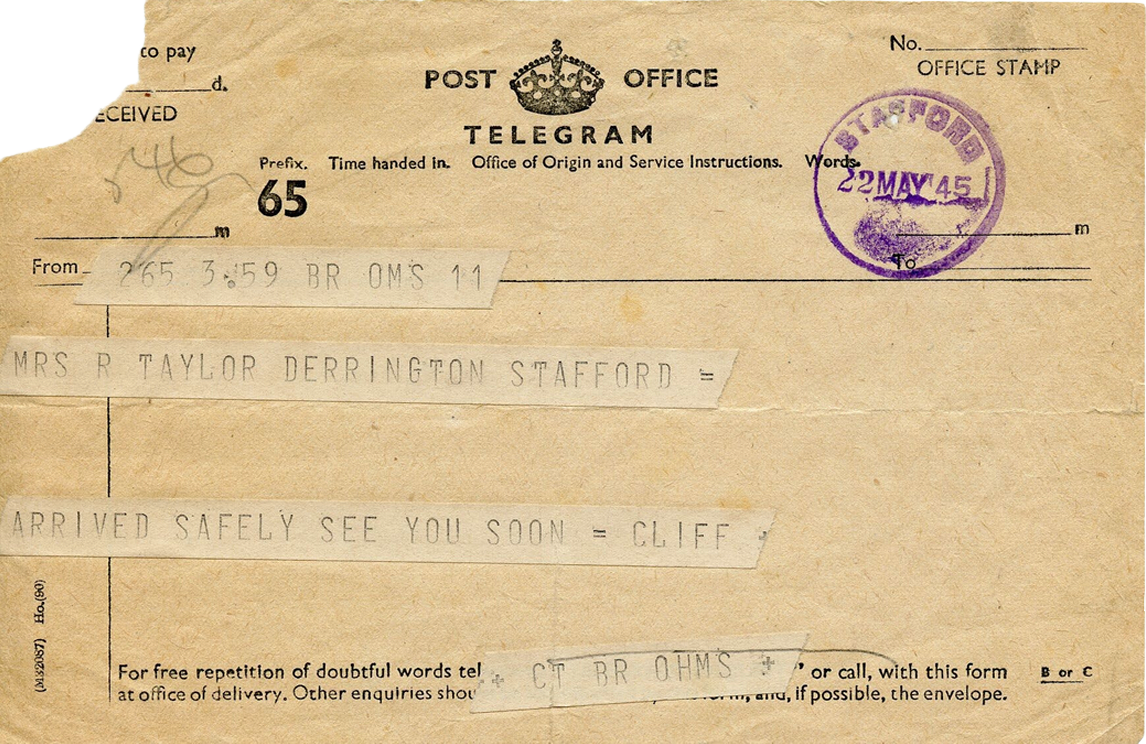 to pay
No.
d.
POST OFFICE
OFFICE STAMP
ECEIVED
TELEGRAM
STAFFORD
22 MAY '45
Prefix. Time handed in. Office of Origin and Service Instructions. Words.
65
m
m
From
To
265 3.59 BR OMS 11
MRS R TAYLOR DERRINGTON STAFFORD =
ARRIVED SAFELY SEE YOU SOON = CLIFF +
(M32087) Ho.(90)
For free repetition of doubtful words tel
+ CT BR OHMS +
" or call, with this form
B or C
at office of delivery. Other enquiries shou
and, if possible, the envelope.